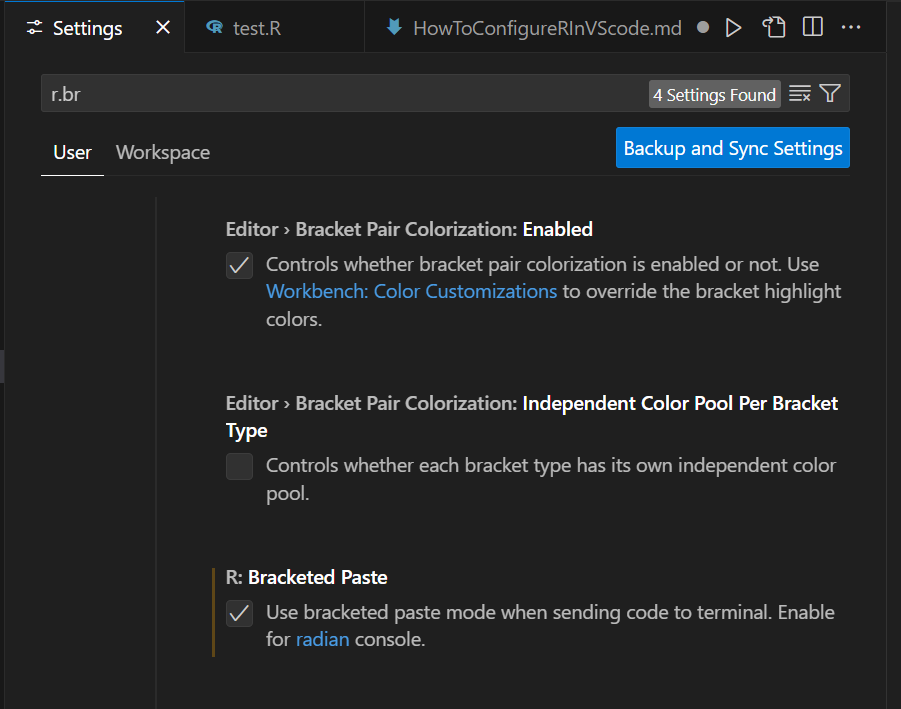 Settings
test.R
HowToConfigureRInVScode.md
r.br
4 Settings Found
User
Workspace
Backup and Sync Settings
Editor › Bracket Pair Colorization: Enabled
Controls whether bracket pair colorization is enabled or not. Use
Workbench: Color Customizations to override the bracket highlight
colors.
Editor › Bracket Pair Colorization: Independent Color Pool Per Bracket
Type
Controls whether each bracket type has its own independent color
pool.
R: Bracketed Paste
Use bracketed paste mode when sending code to terminal. Enable
for radian console.